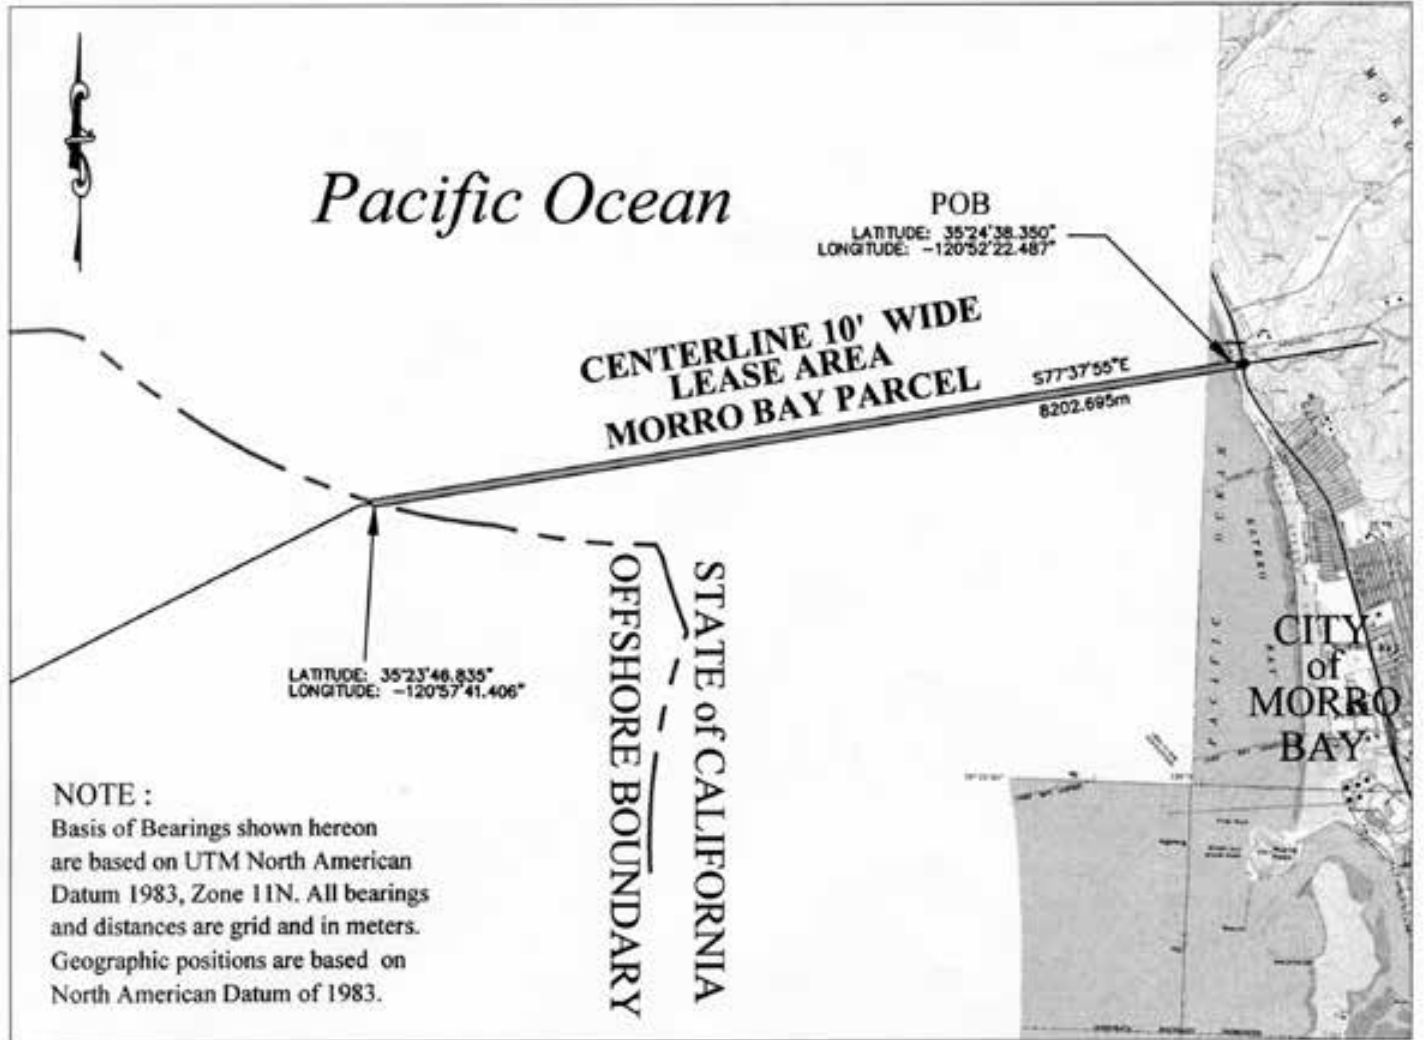 Pacific Ocean
POB
LATITUDE: 35°24'38.350"
LONGITUDE: -120°52'22.487"
CENTERLINE 10' WIDE
LEASE AREA
MORRO BAY PARCEL
S77°37'55"E
8202.695m
LATITUDE: 35°23'46.835"
LONGITUDE: -120°57'41.406"
STATE of CALIFORNIA
OFFSHORE BOUNDARY
PACIFIC OCEAN
ESTERO
BAY
CITY
of
MORRO
BAY
NOTE :
Basis of Bearings shown hereon
are based on UTM North American
Datum 1983, Zone 11N. All bearings
and distances are grid and in meters.
Geographic positions are based on
North American Datum of 1983.